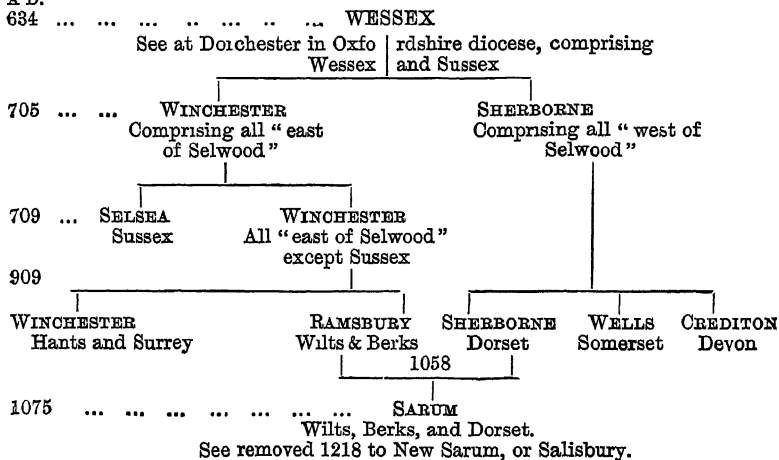 A D.
634 ... ... ... ... .. ... ... WESSEX
See at Dorchester in Oxfo rdshire diocese, comprising
Wessex and Sussex
705 ... ... WINCHESTER SHERBORNE
Comprising all "east Comprising all "west of
of Selwood" Selwood"
709 ... SELSEA WINCHESTER
Sussex All "east of Selwood"
except Sussex
909
WINCHESTER RAMSBURY SHERBORNE WELLS CREDITON
Hants and Surrey Wilts & Berks Dorset Somerset Devon
1058
1075 ... ... ... ... ... ... ... SARUM
Wilts, Berks, and Dorset.
See removed 1218 to New Sarum, or Salisbury.